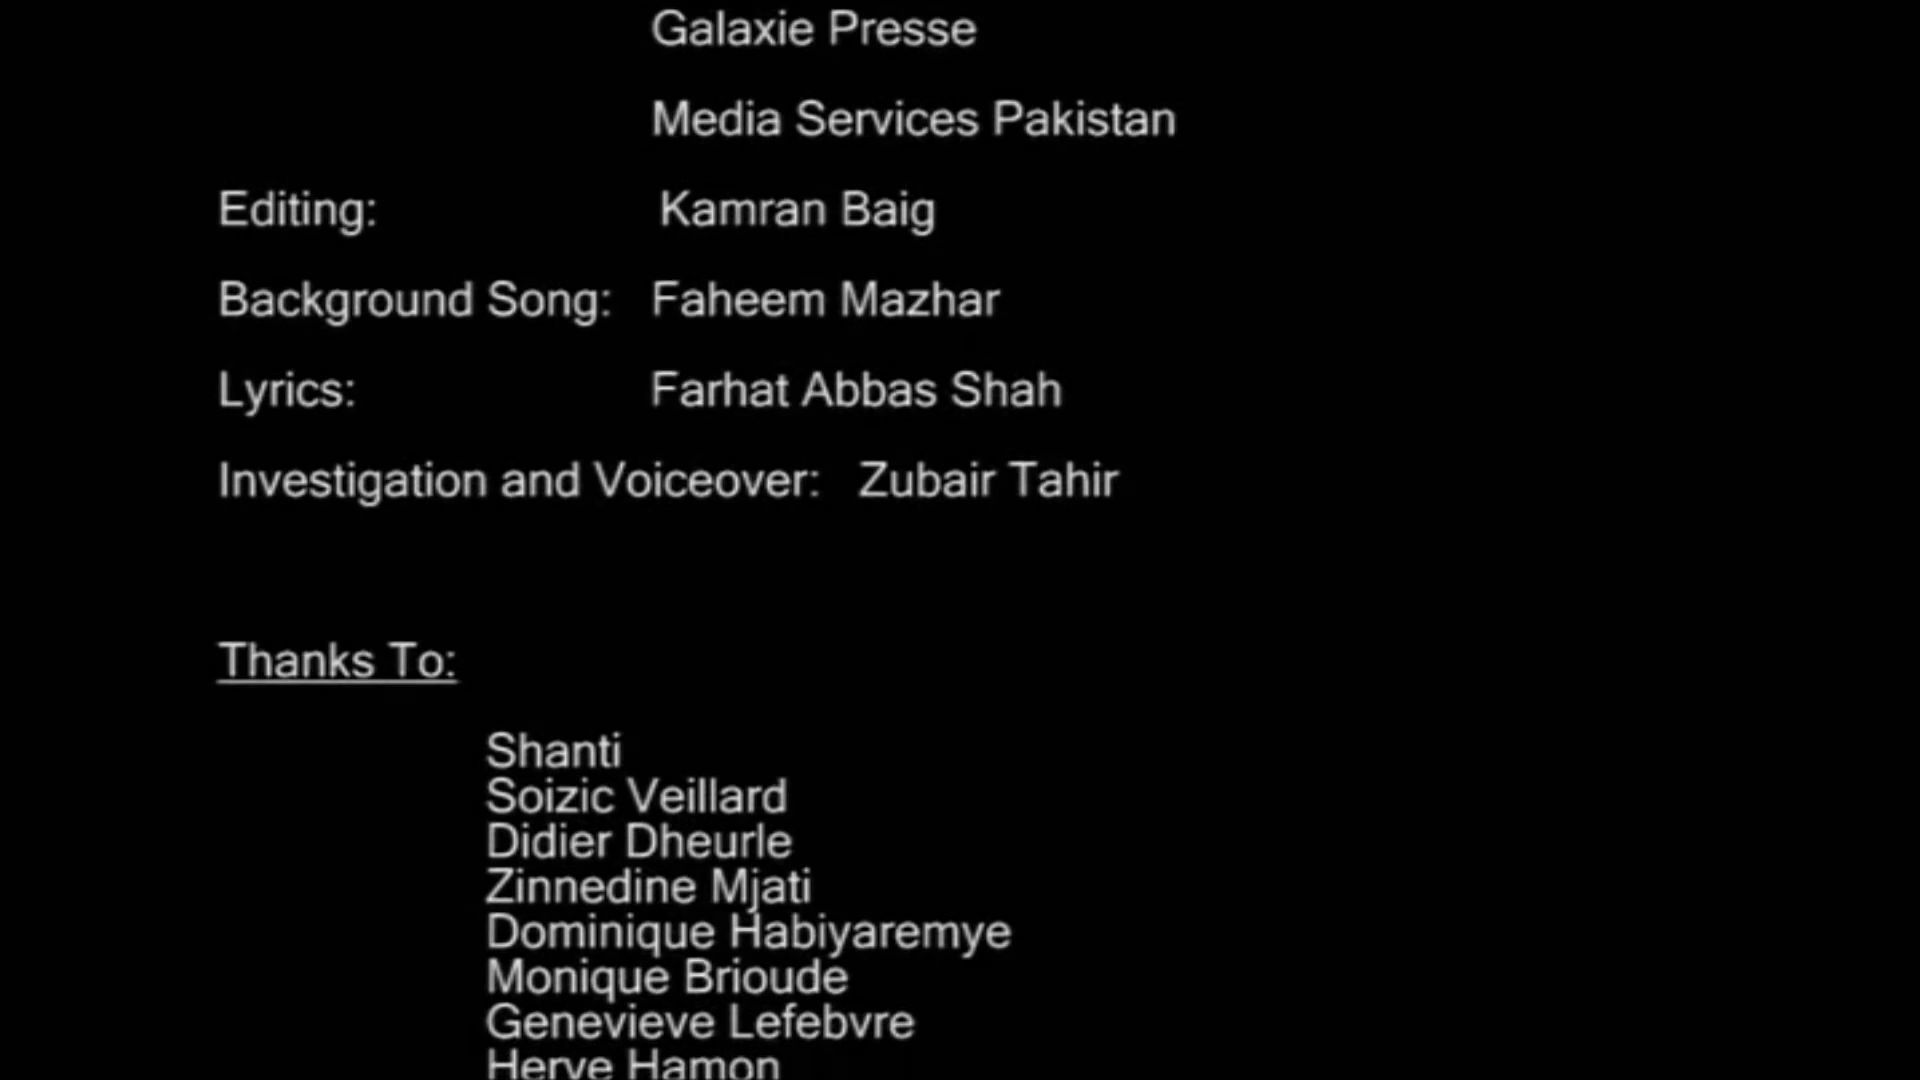 Galaxie Presse
Media Services Pakistan
Editing: Kamran Baig
Background Song: Faheem Mazhar
Lyrics: Farhat Abbas Shah
Investigation and Voiceover: Zubair Tahir
Thanks To:
Shanti
Soizic Veillard
Didier Dheurle
Zinnedine Mjati
Dominique Habiyaremye
Monique Brioude
Genevieve Lefebvre
Herve Hamon